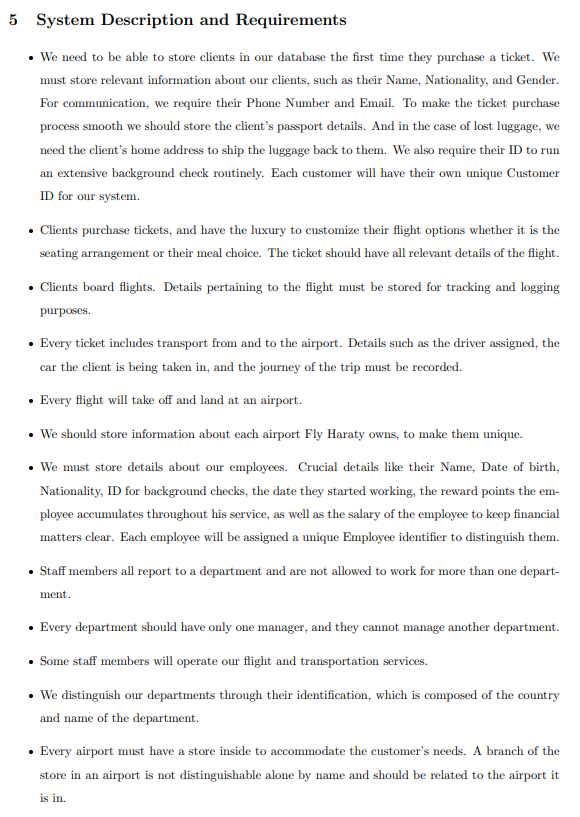 5 System Description and Requirements
• We need to be able to store clients in our database the first time they purchase a ticket. We
must store relevant information about our clients, such as their Name, Nationality, and Gender.
For communication, we require their Phone Number and Email. To make the ticket purchase
process smooth we should store the client's passport details. And in the case of lost luggage, we
need the client's home address to ship the luggage back to them. We also require their ID to run
an extensive background check routinely. Each customer will have their own unique Customer
ID for our system.
• Clients purchase tickets, and have the luxury to customize their flight options whether it is the
seating arrangement or their meal choice. The ticket should have all relevant details of the flight.
• Clients board flights. Details pertaining to the flight must be stored for tracking and logging
purposes.
• Every ticket includes transport from and to the airport. Details such as the driver assigned, the
car the client is being taken in, and the journey of the trip must be recorded.
• Every flight will take off and land at an airport.
• We should store information about each airport Fly Haraty owns, to make them unique.
• We must store details about our employees. Crucial details like their Name, Date of birth,
Nationality, ID for background checks, the date they started working, the reward points the em-
ployee accumulates throughout his service, as well as the salary of the employee to keep financial
matters clear. Each employee will be assigned a unique Employee identifier to distinguish them.
• Staff members all report to a department and are not allowed to work for more than one depart-
ment.
• Every department should have only one manager, and they cannot manage another department.
• Some staff members will operate our flight and transportation services.
• We distinguish our departments through their identification, which is composed of the country
and name of the department.
• Every airport must have a store inside to accommodate the customer's needs. A branch of the
store in an airport is not distinguishable alone by name and should be related to the airport it
is in.